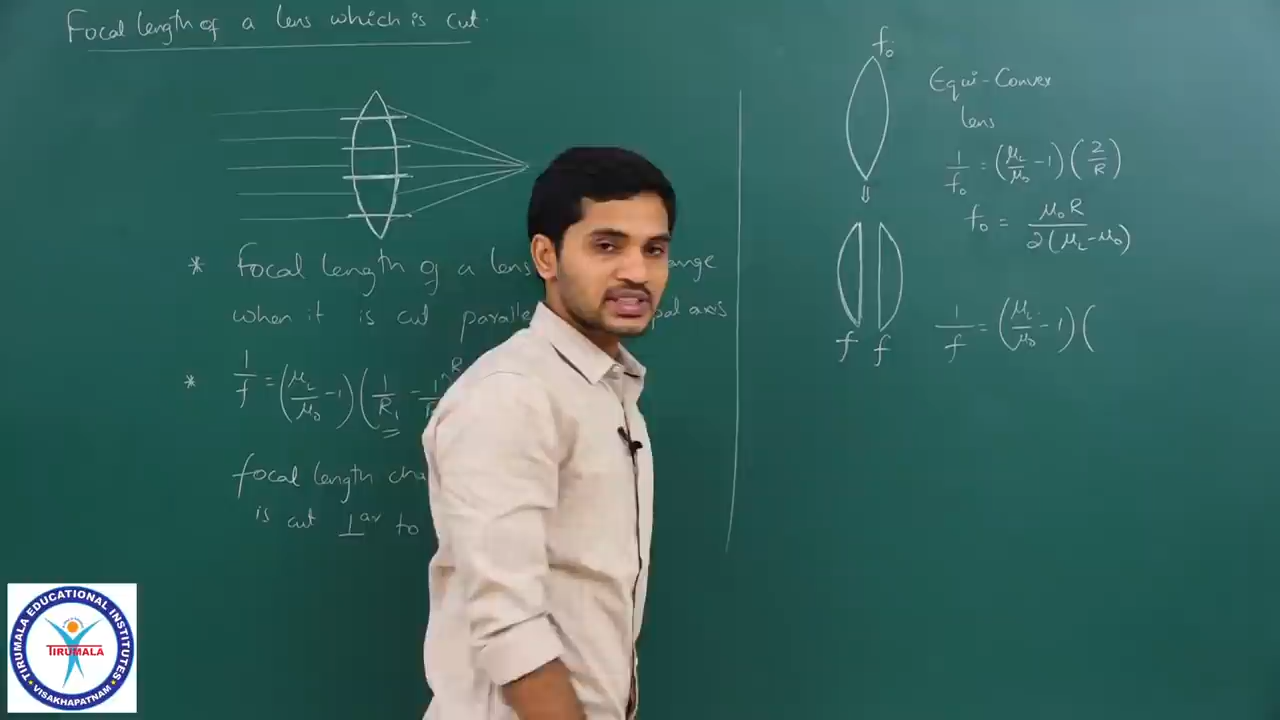 Focal length of a lens which is cut.
* focal length of a lens
when it is cut
* 1/f = (μL/μ0 - 1)(1/R1 - 1
focal length
is cut ⊥ar to
f0
Equi-Convex
lens
1/f0 = (μL/μ0 - 1)(2/R)
f0 = μ0R/2(μL-μ0)
f f
1/f = (μL/μ0 - 1)(
TIRUMALA EDUCATIONAL INSTITUTES
TIRUMALA
VISAKHAPATNAM